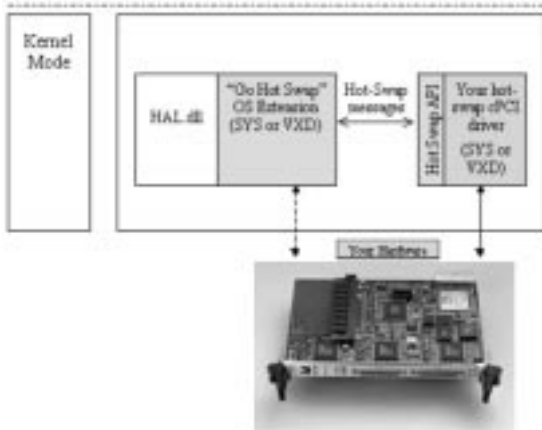 Kernel
Mode
HAL.dll
"Go Hot Swap"
OS Extension
(SYS or VXD)
Hot-Swap
messages
Hot Swap API
Your hot-
swap cPCI
driver
(SYS or
VXD)
Your Hardware